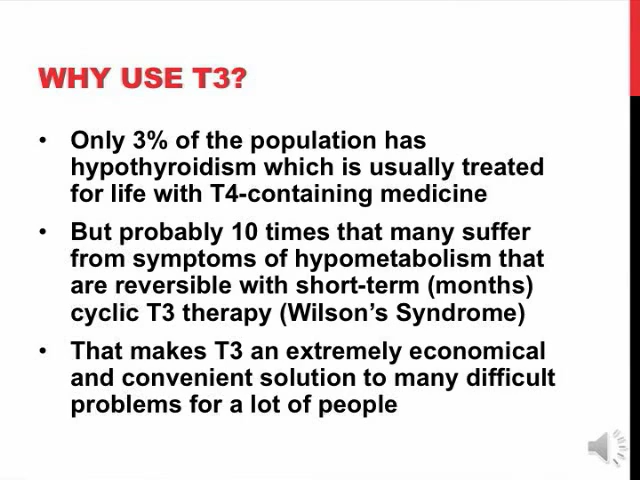 WHY USE T3?
• Only 3% of the population has
hypothyroidism which is usually treated
for life with T4-containing medicine
• But probably 10 times that many suffer
from symptoms of hypometabolism that
are reversible with short-term (months)
cyclic T3 therapy (Wilson's Syndrome)
• That makes T3 an extremely economical
and convenient solution to many difficult
problems for a lot of people